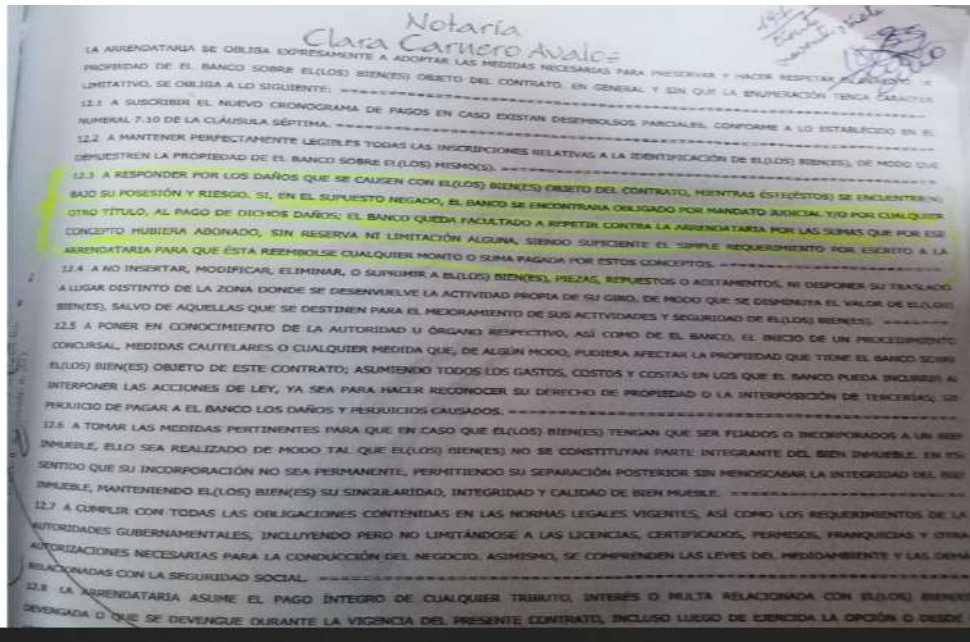 Notaría
Clara Carnero Avalos
LA ARRENDATARIA SE OBLIGA EXPRESAMENTE A ADOPTAR LAS MEDIDAS NECESARIAS PARA PRESERVAR Y HACER RESPETAR
PROPIEDAD DE EL BANCO SOBRE EL(LOS) BIEN(ES) OBJETO DEL CONTRATO. EN GENERAL Y SIN QUE LA ENUMERACIÓN TENGA CARÁCTER
LIMITATIVO, SE OBLIGA A LO SIGUIENTE:
12.1 A SUSCRIBIR EL NUEVO CRONOGRAMA DE PAGOS EN CASO EXISTAN DESEMBOLSOS PARCIALES, CONFORME A LO ESTABLECIDO EN EL
NUMERAL 7.10 DE LA CLÁUSULA SÉPTIMA.
12.2 A MANTENER PERFECTAMENTE LEGIBLES TODAS LAS INSCRIPCIONES RELATIVAS A LA IDENTIFICACIÓN DE EL(LOS) BIEN(ES), DE MODO QUE
DEMUESTREN LA PROPIEDAD DE EL BANCO SOBRE EL(LOS) MISMO(S).
12.3 A RESPONDER POR LOS DAÑOS QUE SE CAUSEN CON EL(LOS) BIEN(ES) OBJETO DEL CONTRATO, MIENTRAS ÉSTE(ÉSTOS) SE ENCUENTRE(N)
BAJO SU POSESIÓN Y RIESGO. SI, EN EL SUPUESTO NEGADO, EL BANCO SE ENCONTRARA OBLIGADO POR MANDATO JUDICIAL Y/O POR CUALQUIER
OTRO TÍTULO, AL PAGO DE DICHOS DAÑOS; EL BANCO QUEDA FACULTADO A REPETIR CONTRA LA ARRENDATARIA POR LAS SUMAS QUE POR ESE
CONCEPTO HUBIERA ABONADO, SIN RESERVA NI LIMITACIÓN ALGUNA, SIENDO SUFICIENTE EL SIMPLE REQUERIMIENTO POR ESCRITO A LA
ARRENDATARIA PARA QUE ÉSTA REEMBOLSE CUALQUIER MONTO O SUMA PAGADA POR ESTOS CONCEPTOS.
12.4 A NO INSERTAR, MODIFICAR, ELIMINAR, O SUPRIMIR A EL(LOS) BIEN(ES), PIEZAS, REPUESTOS O ADITAMENTOS, NI DISPONER SU TRASLADO
A LUGAR DISTINTO DE LA ZONA DONDE SE DESENVUELVE LA ACTIVIDAD PROPIA DE SU GIRO, DE MODO QUE SE DISMINUYA EL VALOR DE EL(LOS)
BIEN(ES), SALVO DE AQUELLAS QUE SE DESTINEN PARA EL MEJORAMIENTO DE SUS ACTIVIDADES Y SEGURIDAD DE EL(LOS) BIEN(ES).
12.5 A PONER EN CONOCIMIENTO DE LA AUTORIDAD U ÓRGANO RESPECTIVO, ASÍ COMO DE EL BANCO, EL INICIO DE UN PROCEDIMIENTO
CONCURSAL, MEDIDAS CAUTELARES O CUALQUIER MEDIDA QUE, DE ALGÚN MODO, PUDIERA AFECTAR LA PROPIEDAD QUE TIENE EL BANCO SOBRE
EL(LOS) BIEN(ES) OBJETO DE ESTE CONTRATO; ASUMIENDO TODOS LOS GASTOS, COSTOS Y COSTAS EN LOS QUE EL BANCO PUEDA INCURRIR AL
INTERPONER LAS ACCIONES DE LEY, YA SEA PARA HACER RECONOCER SU DERECHO DE PROPIEDAD O LA INTERPOSICIÓN DE TERCERÍAS; SIN
PERJUICIO DE PAGAR A EL BANCO LOS DAÑOS Y PERJUICIOS CAUSADOS.
12.6 A TOMAR LAS MEDIDAS PERTINENTES PARA QUE EN CASO QUE EL(LOS) BIEN(ES) TENGAN QUE SER FIJADOS O INCORPORADOS A UN BIEN
INMUEBLE, ELLO SEA REALIZADO DE MODO TAL QUE EL(LOS) BIEN(ES) NO SE CONSTITUYAN PARTE INTEGRANTE DEL BIEN INMUEBLE. EN ESE
SENTIDO QUE SU INCORPORACIÓN NO SEA PERMANENTE, PERMITIENDO SU SEPARACIÓN POSTERIOR SIN MENOSCABAR LA INTEGRIDAD DEL BIEN
INMUEBLE, MANTENIENDO EL(LOS) BIEN(ES) SU SINGULARIDAD, INTEGRIDAD Y CALIDAD DE BIEN MUEBLE.
12.7 A CUMPLIR CON TODAS LAS OBLIGACIONES CONTENIDAS EN LAS NORMAS LEGALES VIGENTES, ASÍ COMO LOS REQUERIMIENTOS DE LA
AUTORIDADES GUBERNAMENTALES, INCLUYENDO PERO NO LIMITÁNDOSE A LAS LICENCIAS, CERTIFICADOS, PERMISOS, FRANQUICIAS Y OTRA
AUTORIZACIONES NECESARIAS PARA LA CONDUCCIÓN DEL NEGOCIO. ASIMISMO, SE COMPRENDEN LAS LEYES DEL MEDIOAMBIENTE Y LAS DEMA
RELACIONADAS CON LA SEGURIDAD SOCIAL.
12.8 LA ARRENDATARIA ASUME EL PAGO ÍNTEGRO DE CUALQUIER TRIBUTO, INTERÉS O MULTA RELACIONADA CON EL(LOS) BIEN(ES)
DEVENGADA O QUE SE DEVENGUE DURANTE LA VIGENCIA DEL PRESENTE CONTRATO, INCLUSO LUEGO DE EJERCIDA LA OPCIÓN O DESDE